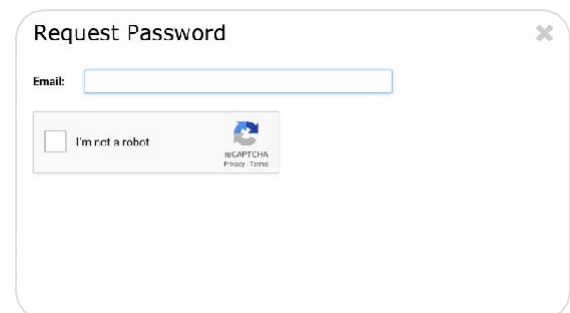 Request Password
Email:
I'm not a robot
reCAPTCHA
Privacy - Terms